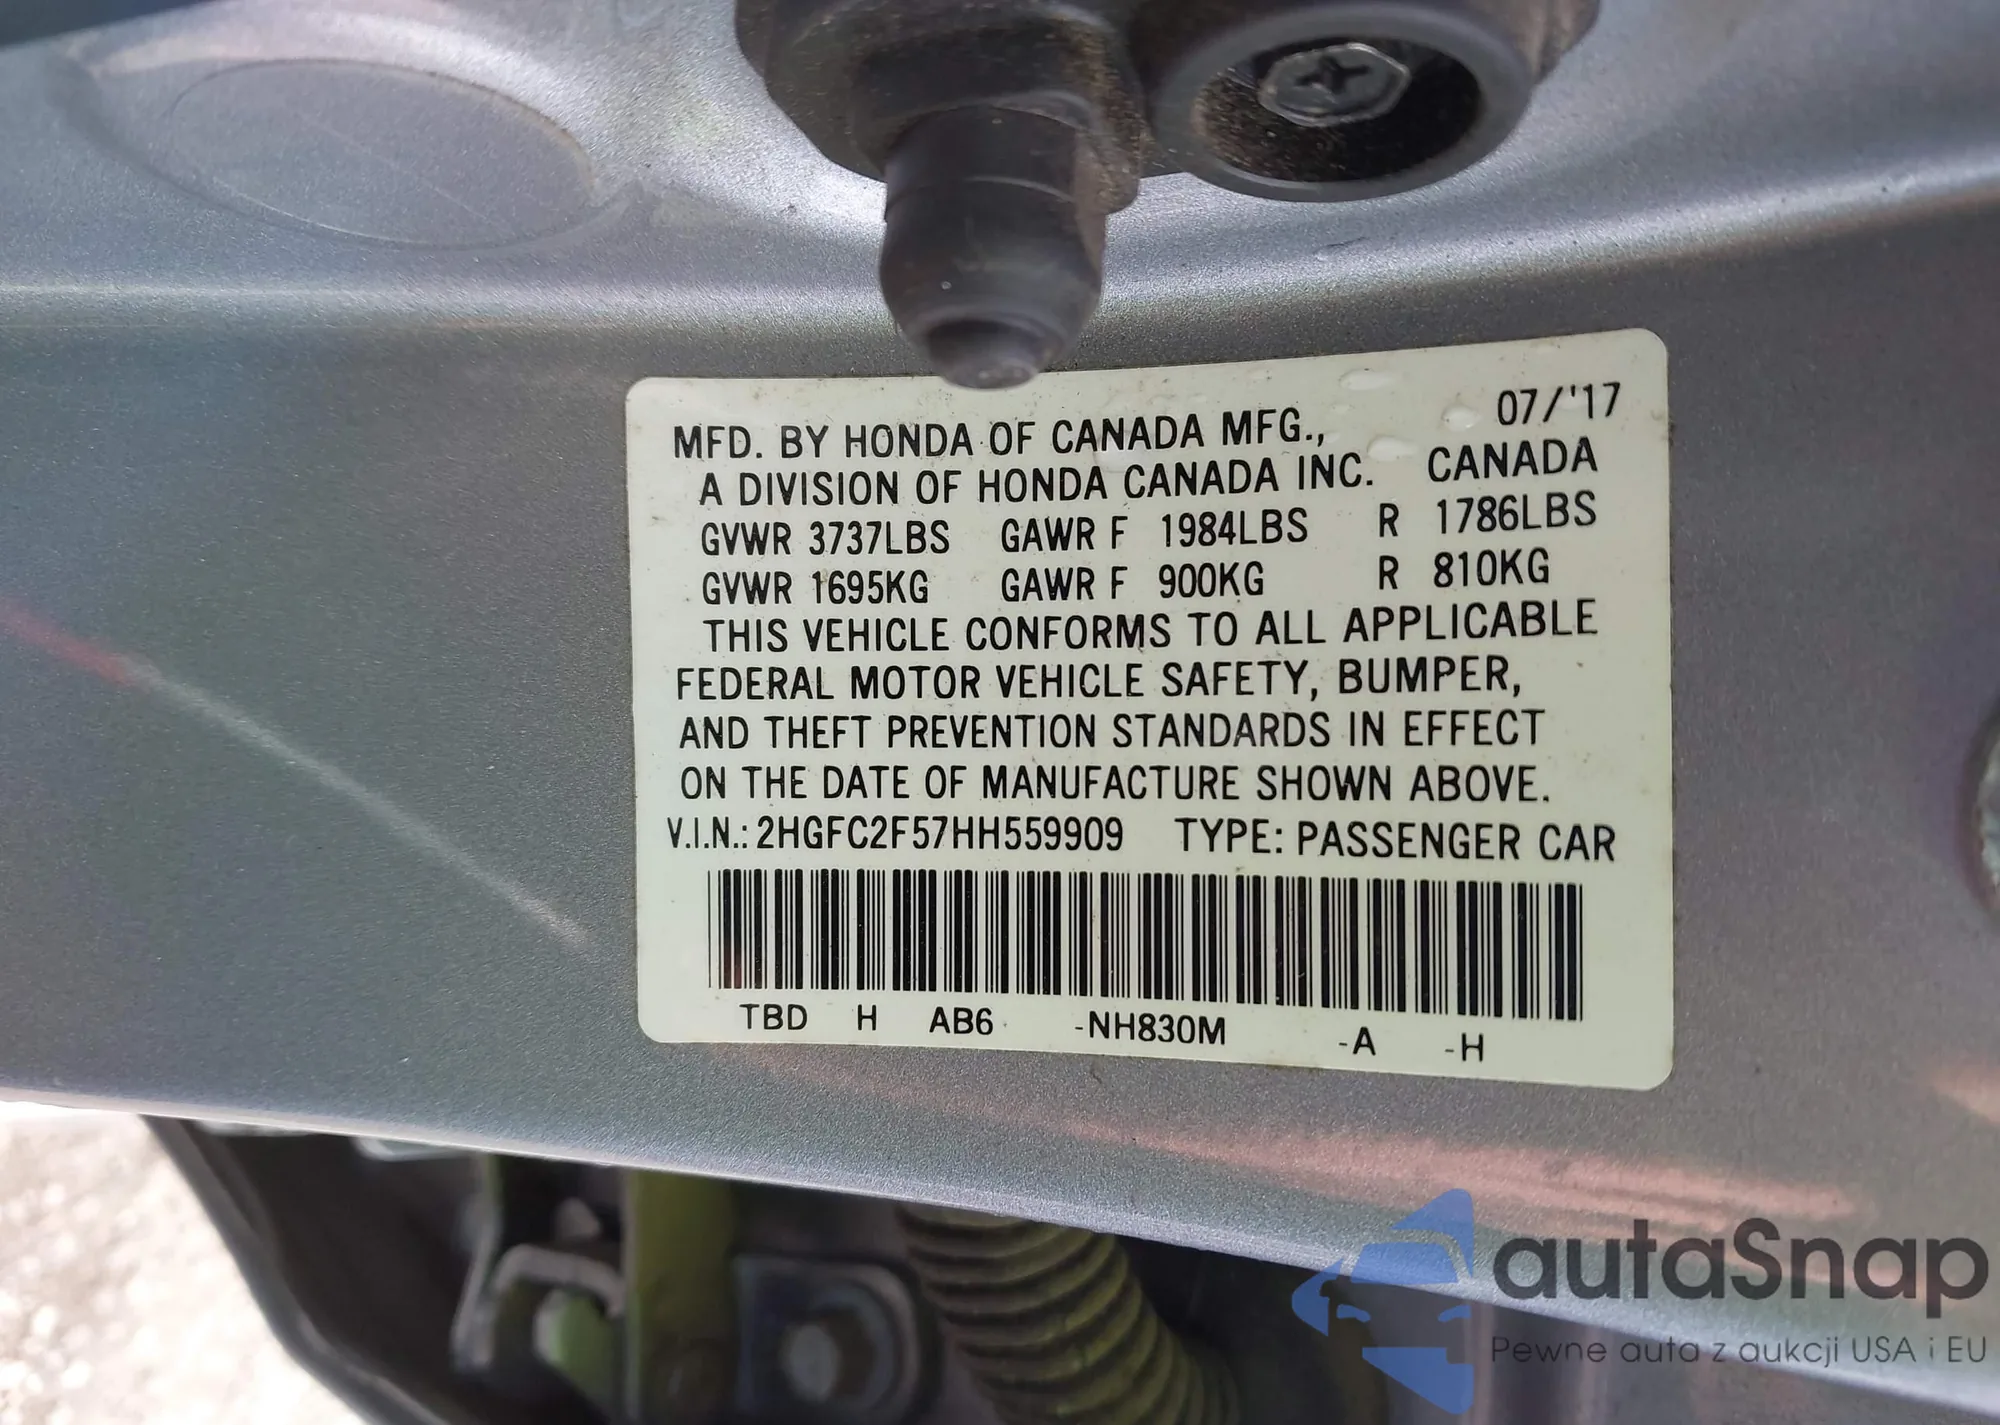 07/'17
MFD. BY HONDA OF CANADA MFG.,
A DIVISION OF HONDA CANADA INC. CANADA
GVWR 3737LBS GAWR F 1984LBS R 1786LBS
GVWR 1695KG GAWR F 900KG R 810KG
THIS VEHICLE CONFORMS TO ALL APPLICABLE
FEDERAL MOTOR VEHICLE SAFETY, BUMPER,
AND THEFT PREVENTION STANDARDS IN EFFECT
ON THE DATE OF MANUFACTURE SHOWN ABOVE.
V.I.N.: 2HGFC2F57HH559909 TYPE: PASSENGER CAR
TBD H AB6 -NH830M -A -H
autaSnap
Pewne auta z aukcji USA i EU